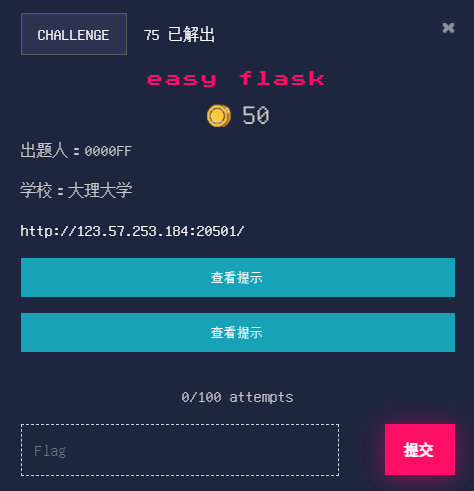 CHALLENGE 75 已解出 ×
easy flask
50
出题人：0000FF
学校：大理大学
http://123.57.253.184:20501/
查看提示
查看提示
0/100 attempts
Flag 提交